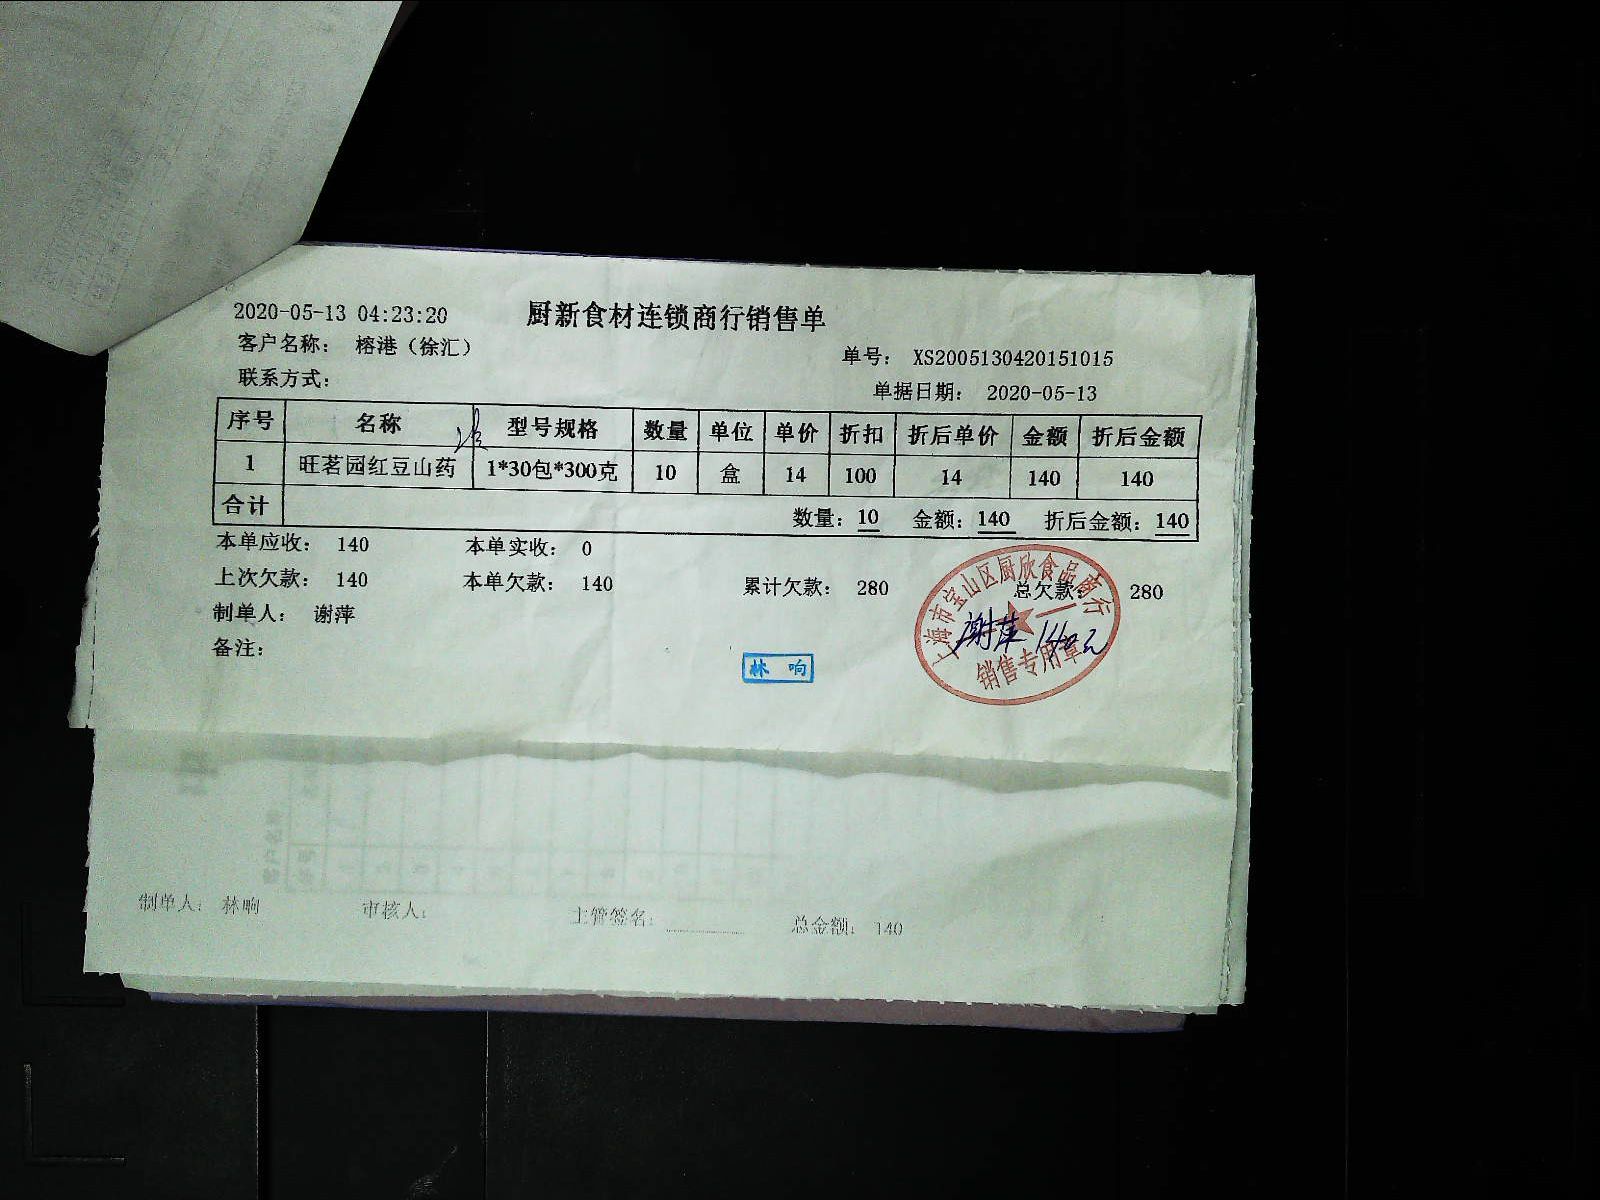 2020-05-13 04:23:20
厨新食材连锁商行销售单
客户名称： 榕港（徐汇）
单号： XS2005130420151015
联系方式：
单据日期： 2020-05-13
序号 名称 型号规格 数量 单位 单价 折扣 折后单价 金额 折后金额
1 旺茗园红豆山药 1*30包*300克 10 盒 14 100 14 140 140
合计 数量：10 金额：140 折后金额：140
本单应收： 140 本单实收： 0
上次欠款： 140 本单欠款： 140 累计欠款： 280 总欠款： 280
制单人： 谢萍
备注：
林 响
上海市宝山区厨欣食品商行
谢萍 140元
销售专用章
制单人： 林响 审核人： 主管签名： 总金额： 140